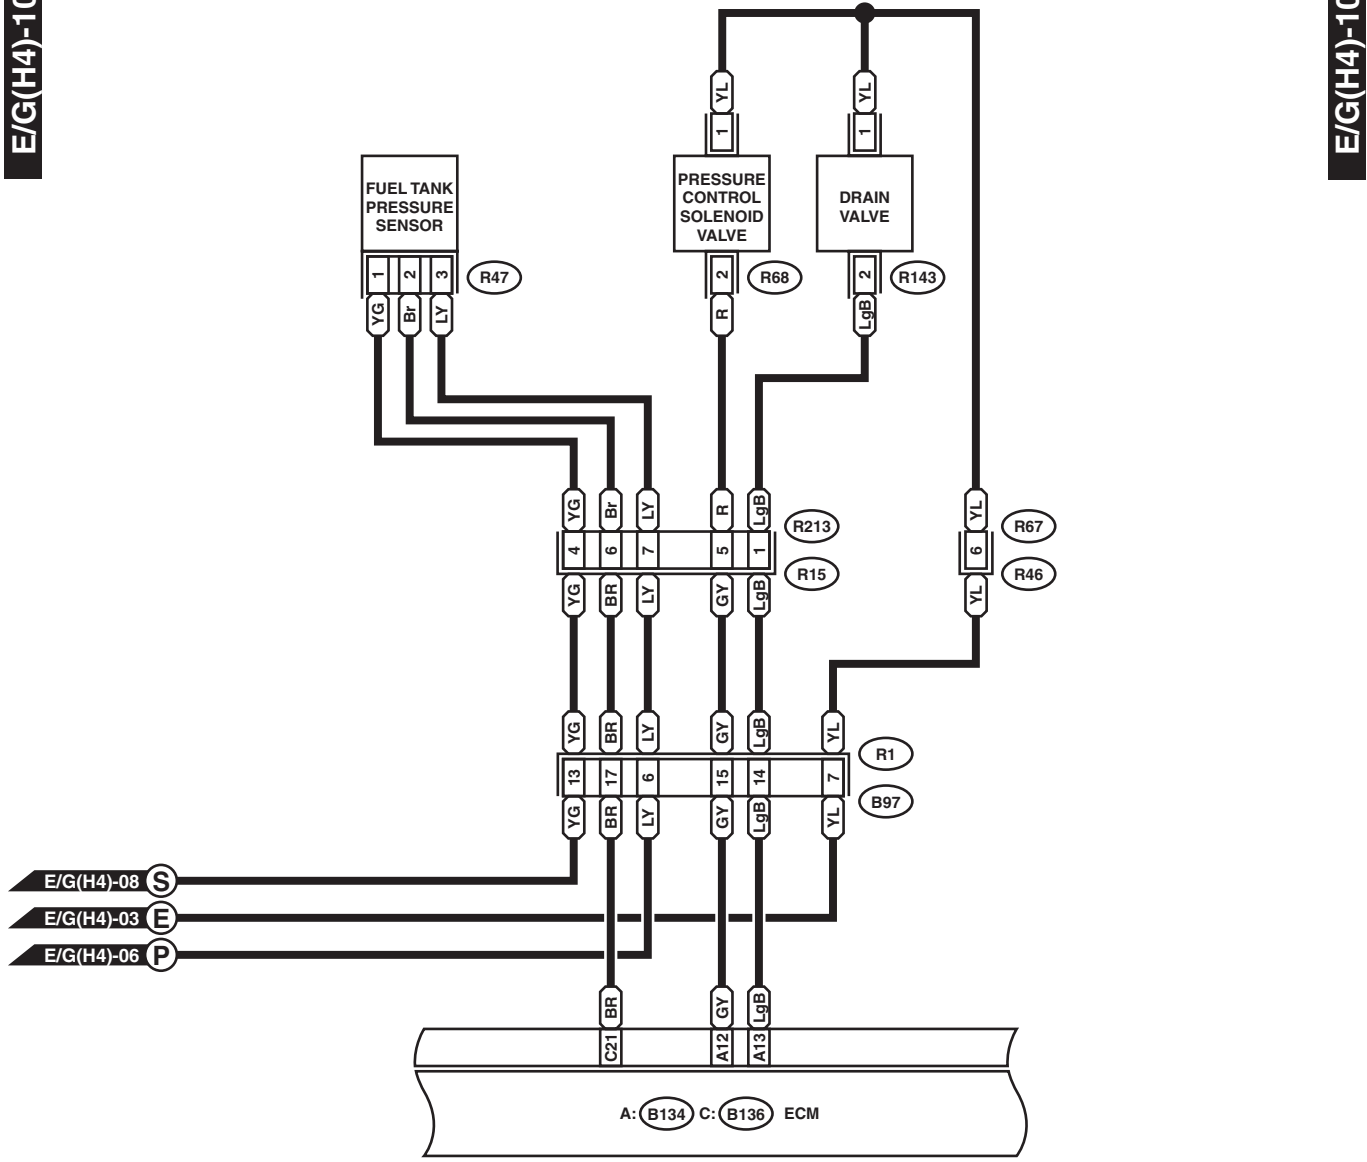 E/G(H4)-10
E/G(H4)-10
YL
YL
1
1
FUEL TANK
PRESSURE
SENSOR
PRESSURE
CONTROL
SOLENOID
VALVE
DRAIN
VALVE
1 2 3
R47
2
R68
2
R143
YG Br LY
R
LgB
YG Br LY R LgB
YL
R213
R67
4 6 7 5 1
6
R15
R46
YG BR LY GY LgB
YL
YG BR LY GY LgB YL
R1
13 17 6 15 14 7
B97
YG BR LY GY LgB YL
E/G(H4)-08 S
E/G(H4)-03 E
E/G(H4)-06 P
BR GY LgB
C21 A12 A13
A: B134 C: B136 ECM